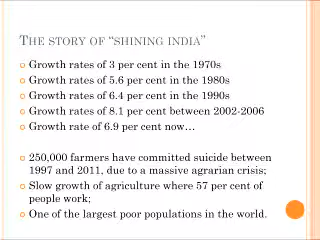 THE STORY OF “SHINING INDIA”
Growth rates of 3 per cent in the 1970s
Growth rates of 5.6 per cent in the 1980s
Growth rates of 6.4 per cent in the 1990s
Growth rates of 8.1 per cent between 2002-2006
Growth rate of 6.9 per cent now…
250,000 farmers have committed suicide between
1997 and 2011, due to a massive agrarian crisis;
Slow growth of agriculture where 57 per cent of
people work;
One of the largest poor populations in the world.